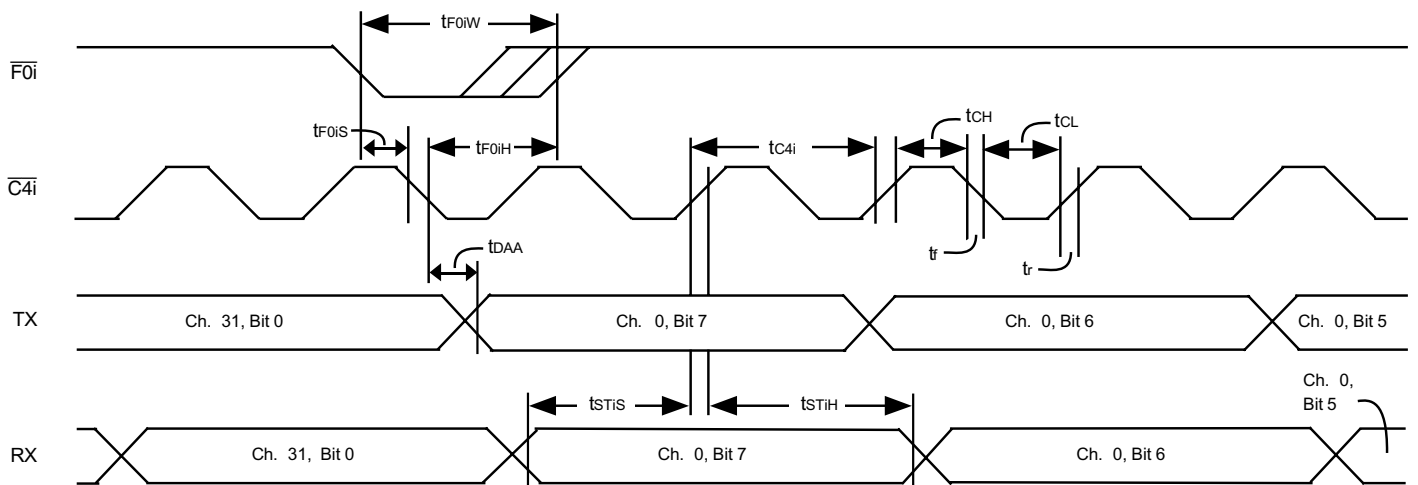 tF0iW
F0i
tF0iS
tF0iH
tC4i
tCH
tCL
C4i
tDAA
tf
tr
TX
Ch. 31, Bit 0
Ch. 0, Bit 7
Ch. 0, Bit 6
Ch. 0, Bit 5
tSTiS
tSTiH
Ch. 0,
Bit 5
RX
Ch. 31, Bit 0
Ch. 0, Bit 7
Ch. 0, Bit 6